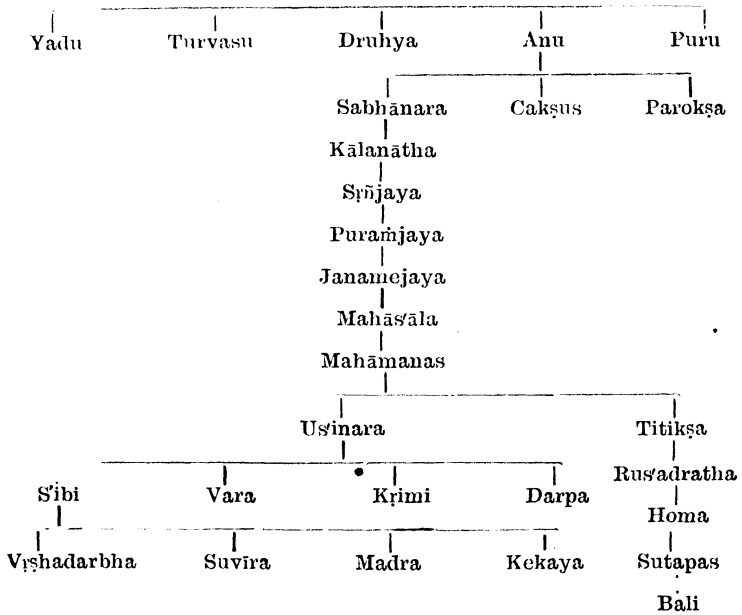 Yadu Turvasu Druhya Anu Puru
Sabhānara Cakṣus Parokṣa
Kālanātha
Sṛñjaya
Puraṁjaya
Janamejaya
Mahās'āla
Mahāmanas
Us'inara Titikṣa
Rus'adratha
S'ibi Vara Kṛimi Darpa
Homa
Vṛṣhadarbha Suvīra Madra Kekaya Sutapas
Bali